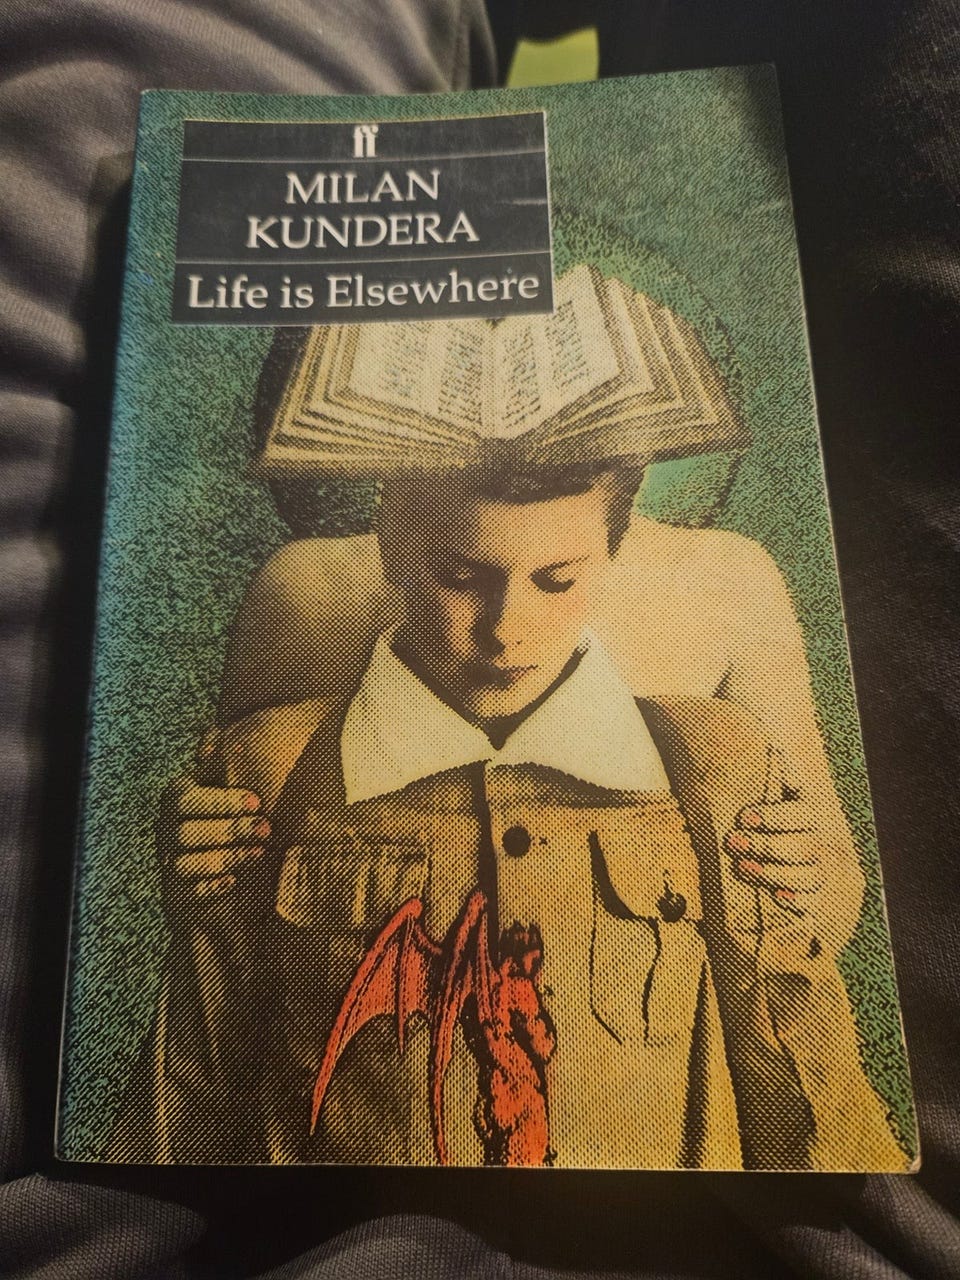 ff
MILAN
KUNDERA
Life is Elsewhere